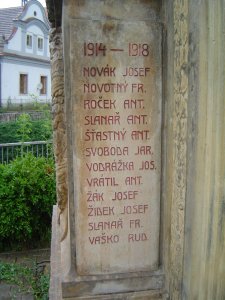 1914 — 1918
NOVÁK JOSEF
NOVOTNÝ FR.
ROČEK ANT.
SLANAŘ ANT.
ŠŤASTNÝ ANT.
SVOBODA JAR.
VODRÁŽKA JOS.
VRÁTIL ANT.
ŽÁK JOSEF
ŽIDEK JOSEF
SLANAŘ FR.
VAŠKO RUD.